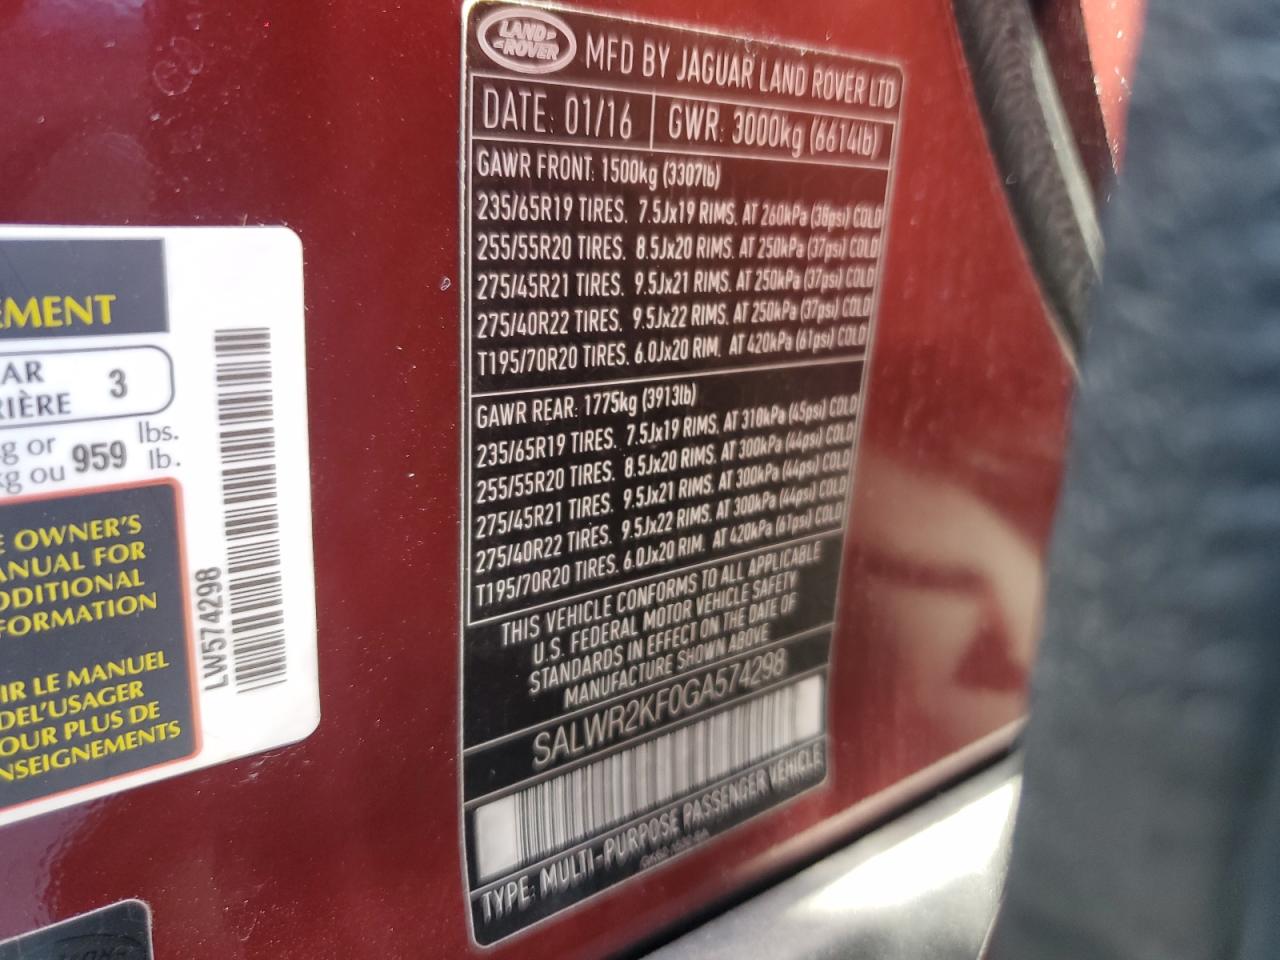 EMENT
AR
RIÈRE 3
g or
kg ou 959 lbs.
lb.
OWNER'S
ANUAL FOR
DDITIONAL
FORMATION
IR LE MANUEL
DEL'USAGER
OUR PLUS DE
NSEIGNEMENTS
LW574298
LAND ROVER
MFD BY JAGUAR LAND ROVER LTD
DATE: 01/16 GWR: 3000kg (6614lb)
GAWR FRONT: 1500kg (3307lb)
235/65R19 TIRES. 7.5Jx19 RIMS. AT 260kPa (38psi) COLD
255/55R20 TIRES. 8.5Jx20 RIMS. AT 250kPa (37psi) COLD
275/45R21 TIRES. 9.5Jx21 RIMS. AT 250kPa (37psi) COLD
275/40R22 TIRES. 9.5Jx22 RIMS. AT 250kPa (37psi) COLD
T195/70R20 TIRES. 6.0Jx20 RIM. AT 420kPa (61psi) COLD
GAWR REAR: 1775kg (3913lb)
235/65R19 TIRES. 7.5Jx19 RIMS. AT 310kPa (45psi) COLD
255/55R20 TIRES. 8.5Jx20 RIMS. AT 300kPa (44psi) COLD
275/45R21 TIRES. 9.5Jx21 RIMS. AT 300kPa (44psi) COLD
275/40R22 TIRES. 9.5Jx22 RIMS. AT 300kPa (44psi) COLD
T195/70R20 TIRES. 6.0Jx20 RIM. AT 420kPa (61psi) COLD
THIS VEHICLE CONFORMS TO ALL APPLICABLE
U.S. FEDERAL MOTOR VEHICLE SAFETY
STANDARDS IN EFFECT ON THE DATE OF
MANUFACTURE SHOWN ABOVE
SALWR2KF0GA574298
TYPE: MULTI-PURPOSE PASSENGER VEHICLE